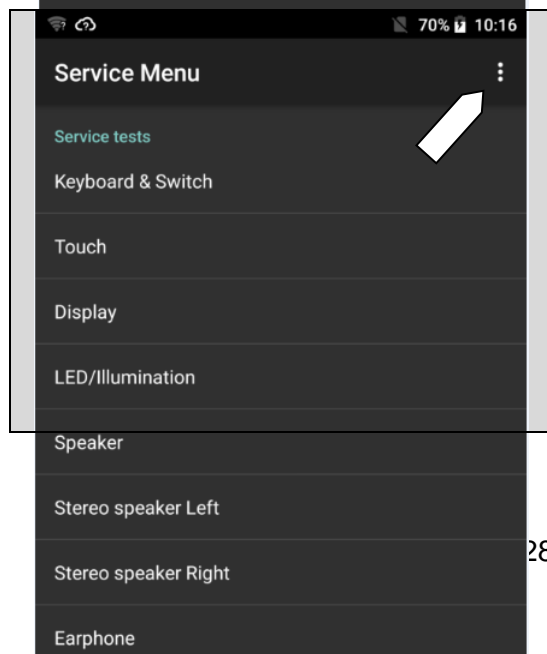 70% 10:16
Service Menu
Service tests
Keyboard & Switch
Touch
Display
LED/Illumination
Speaker
Stereo speaker Left
28
Stereo speaker Right
Earphone